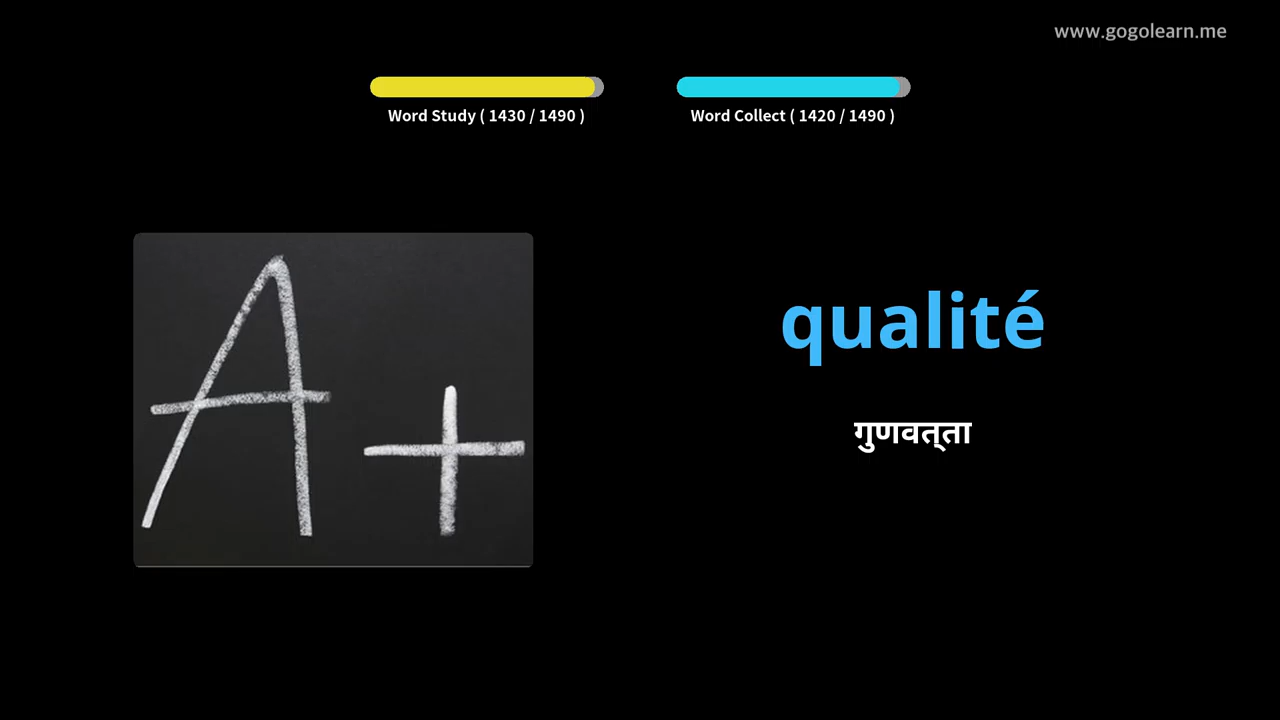 www.gogolearn.me
Word Study ( 1430 / 1490 )
Word Collect ( 1420 / 1490 )
A+
qualité
गुणवत्ता